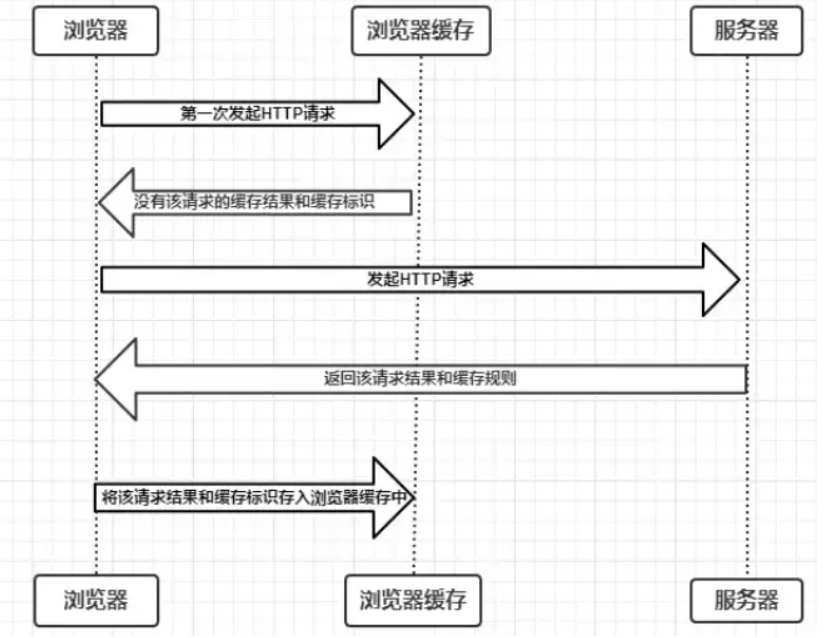 浏览器
浏览器缓存
服务器
第一次发起HTTP请求
没有该请求的缓存结果和缓存标识
发起HTTP请求
返回该请求结果和缓存规则
将该请求结果和缓存标识存入浏览器缓存中
浏览器
浏览器缓存
服务器